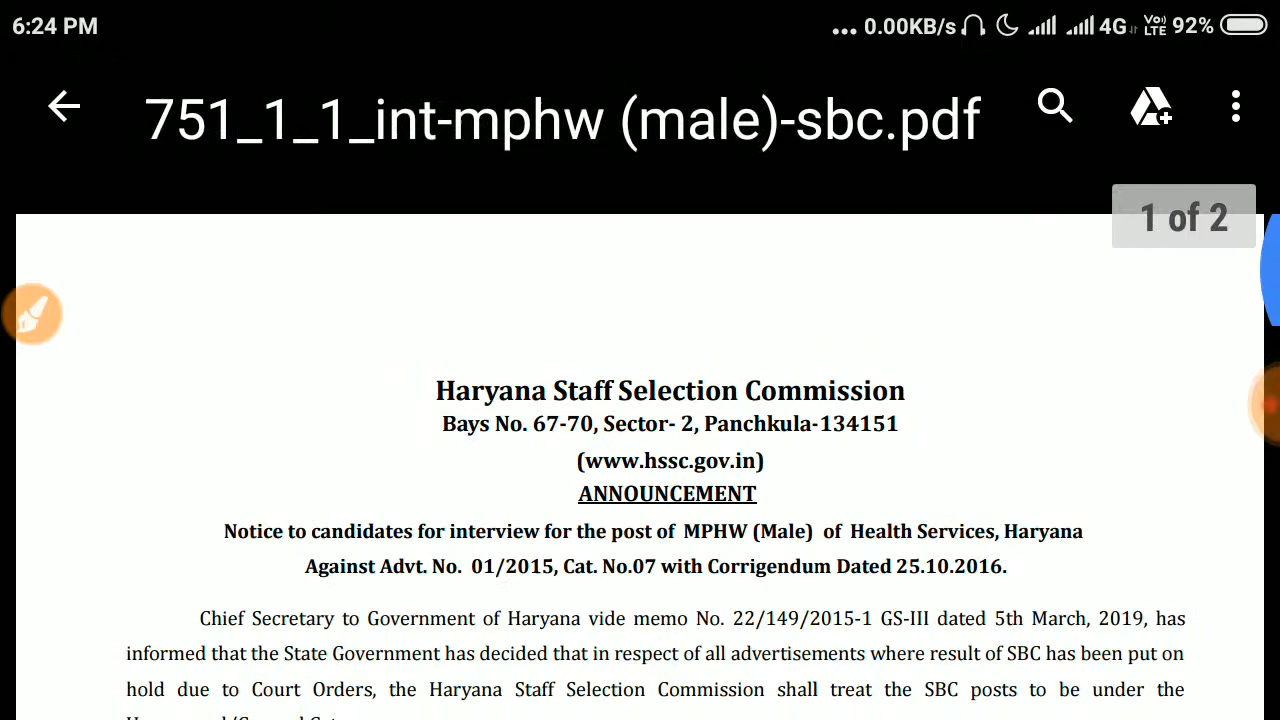 6:24 PM
... 0.00KB/s 4G Vo) LTE 92%
751_1_1_int-mphw (male)-sbc.pdf
1 of 2
Haryana Staff Selection Commission
Bays No. 67-70, Sector- 2, Panchkula-134151
(www.hssc.gov.in)
ANNOUNCEMENT
Notice to candidates for interview for the post of MPHW (Male) of Health Services, Haryana
Against Advt. No. 01/2015, Cat. No.07 with Corrigendum Dated 25.10.2016.
Chief Secretary to Government of Haryana vide memo No. 22/149/2015-1 GS-III dated 5th March, 2019, has
informed that the State Government has decided that in respect of all advertisements where result of SBC has been put on
hold due to Court Orders, the Haryana Staff Selection Commission shall treat the SBC posts to be under the